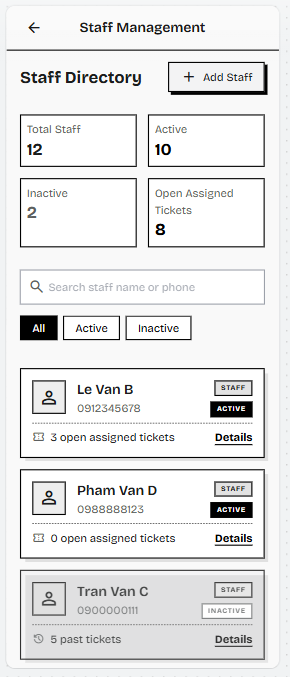 Staff Management
Staff Directory
Add Staff
Total Staff
12
Active
10
Inactive
2
Open Assigned
Tickets
8
Search staff name or phone
All
Active
Inactive
Le Van B
STAFF
0912345678
ACTIVE
3 open assigned tickets
Details
Pham Van D
STAFF
0988888123
ACTIVE
0 open assigned tickets
Details
Tran Van C
STAFF
0900000111
INACTIVE
5 past tickets
Details